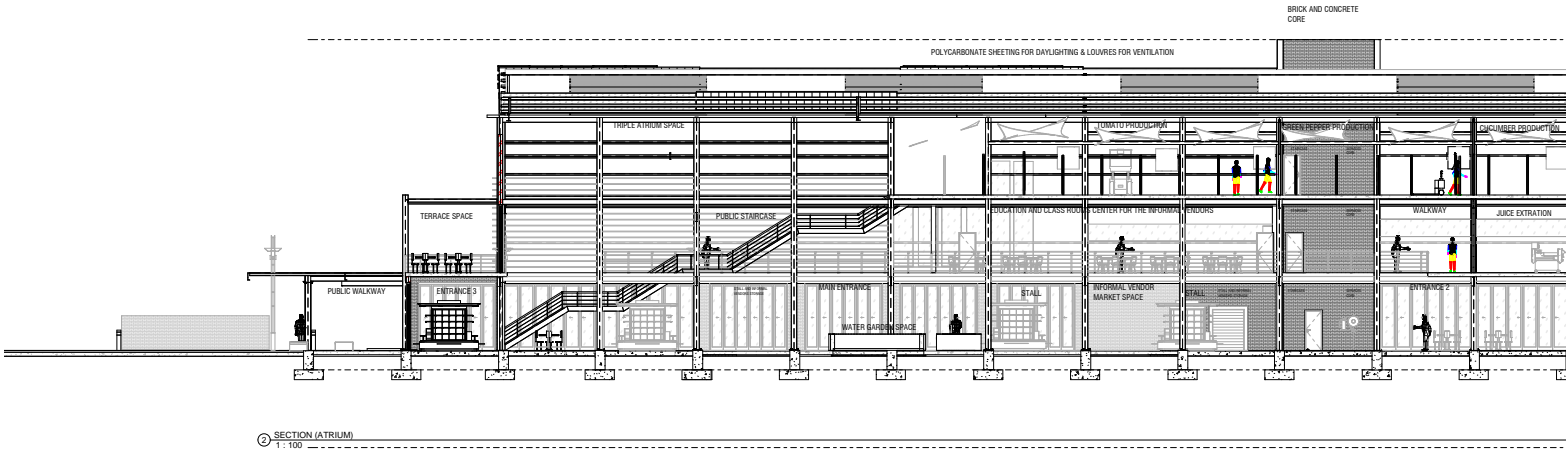 BRICK AND CONCRETE
CORE
POLYCARBONATE SHEETING FOR DAYLIGHTING & LOUVRES FOR VENTILATION
TRIPLE ATRIUM SPACE
TOMATO PRODUCTION
GREEN PEPPER PRODUCTION
CUCUMBER PRODUCTION
TERRACE SPACE
PUBLIC STAIRCASE
EDUCATION AND CLASS ROOMS CENTER FOR THE INFORMAL VENDORS
WALKWAY
JUICE EXTRATION
PUBLIC WALKWAY
ENTRANCE 3
MAIN ENTRANCE
STALL
INFORMAL VENDOR
MARKET SPACE
STALL
ENTRANCE 2
WATER GARDEN SPACE
2
SECTION (ATRIUM)
1 : 100